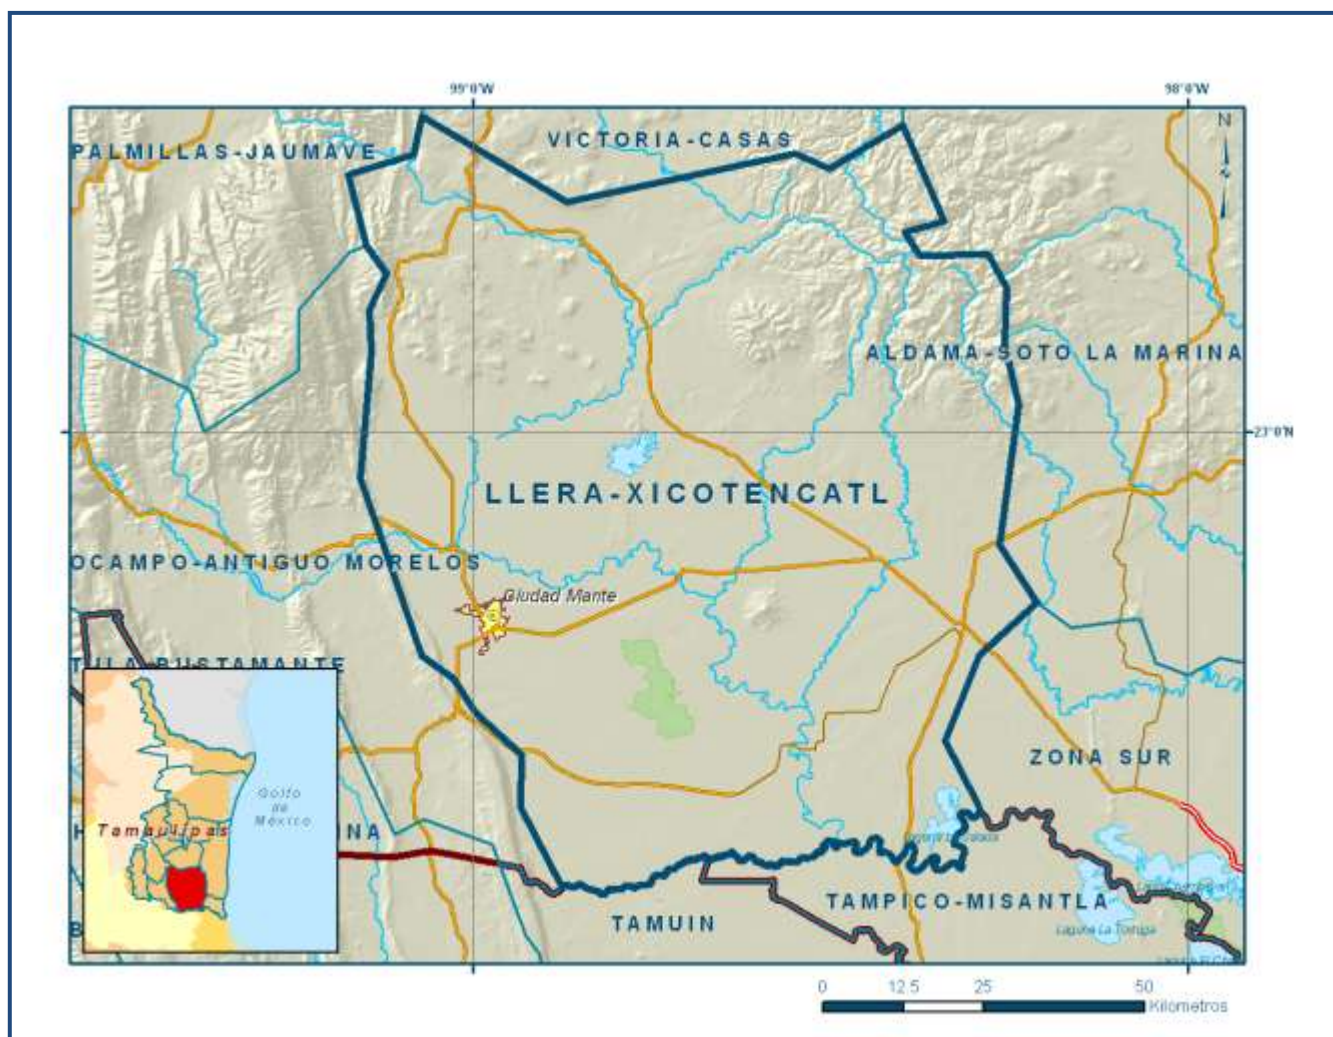 99°0'W
98°0'W
N
VICTORIA-CASAS
PALMILLAS-JAUMAVE
ALDAMA-SOTO LA MARINA
23°0'N
LLERA-XICOTENCATL
OCAMPO-ANTIGUO MORELOS
Ciudad Mante
TULA-BUSTAMANTE
ZONA SUR
Golfo
de
México
Tamaulipas
TAMPICO-MISANTLA
TAMUIN
Laguna La Tortuga
0 12.5 25 50
Kilometros